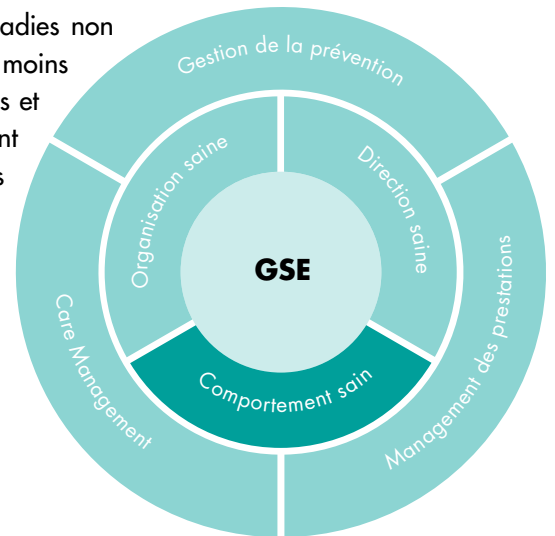 adies non
moins
s et
nt
s
Gestion de la prévention
Organisation saine
Direction saine
GSE
Comportement sain
Care Management
Management des prestations